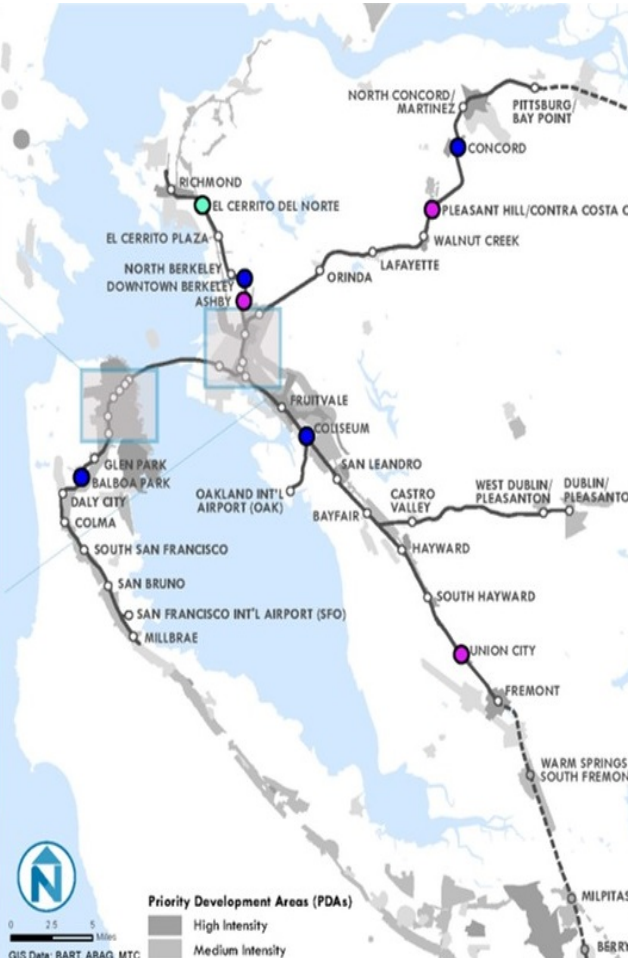 NORTH CONCORD/
MARTINEZ
PITTSBURG/
BAY POINT
CONCORD
RICHMOND
EL CERRITO DEL NORTE
PLEASANT HILL/CONTRA COSTA C
EL CERRITO PLAZA
WALNUT CREEK
LAFAYETTE
NORTH BERKELEY
ORINDA
DOWNTOWN BERKELEY
ASHBY
FRUITVALE
COLISEUM
GLEN PARK
SAN LEANDRO
BALBOA PARK
WEST DUBLIN/
PLEASANTON
DUBLIN/
PLEASANTO
OAKLAND INT'L
AIRPORT (OAK)
CASTRO
VALLEY
DALY CITY
BAYFAIR
COLMA
SOUTH SAN FRANCISCO
HAYWARD
SAN BRUNO
SOUTH HAYWARD
SAN FRANCISCO INT'L AIRPORT (SFO)
MILLBRAE
UNION CITY
FREMONT
WARM SPRINGS
SOUTH FREMON
MILPITAS
BERRY
N
0 2.5 5
Miles
GIS Data: BART, ABAG, MTC
Priority Development Areas (PDAs)
High Intensity
Medium Intensity